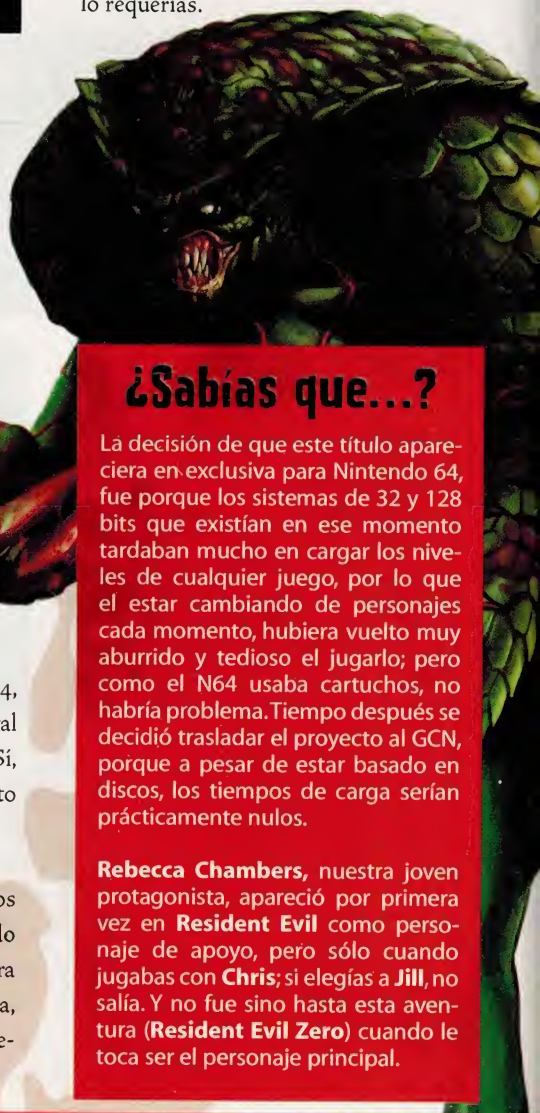 lo requerías.
¿Sabías que...?
La decisión de que este título apare-
ciera en exclusiva para Nintendo 64,
fue porque los sistemas de 32 y 128
bits que existían en ese momento
tardaban mucho en cargar los nive-
les de cualquier juego, por lo que
el estar cambiando de personajes
cada momento, hubiera vuelto muy
aburrido y tedioso el jugarlo; pero
como el N64 usaba cartuchos, no
habría problema. Tiempo después se
decidió trasladar el proyecto al GCN,
porque a pesar de estar basado en
discos, los tiempos de carga serían
prácticamente nulos.
Rebecca Chambers, nuestra joven
protagonista, apareció por primera
vez en Resident Evil como perso-
naje de apoyo, pero sólo cuando
jugabas con Chris; si elegías a Jill, no
salía. Y no fue sino hasta esta aven-
tura (Resident Evil Zero) cuando le
toca ser el personaje principal.
4,
al
Sí,
to
os
lo
ra
a,
e-